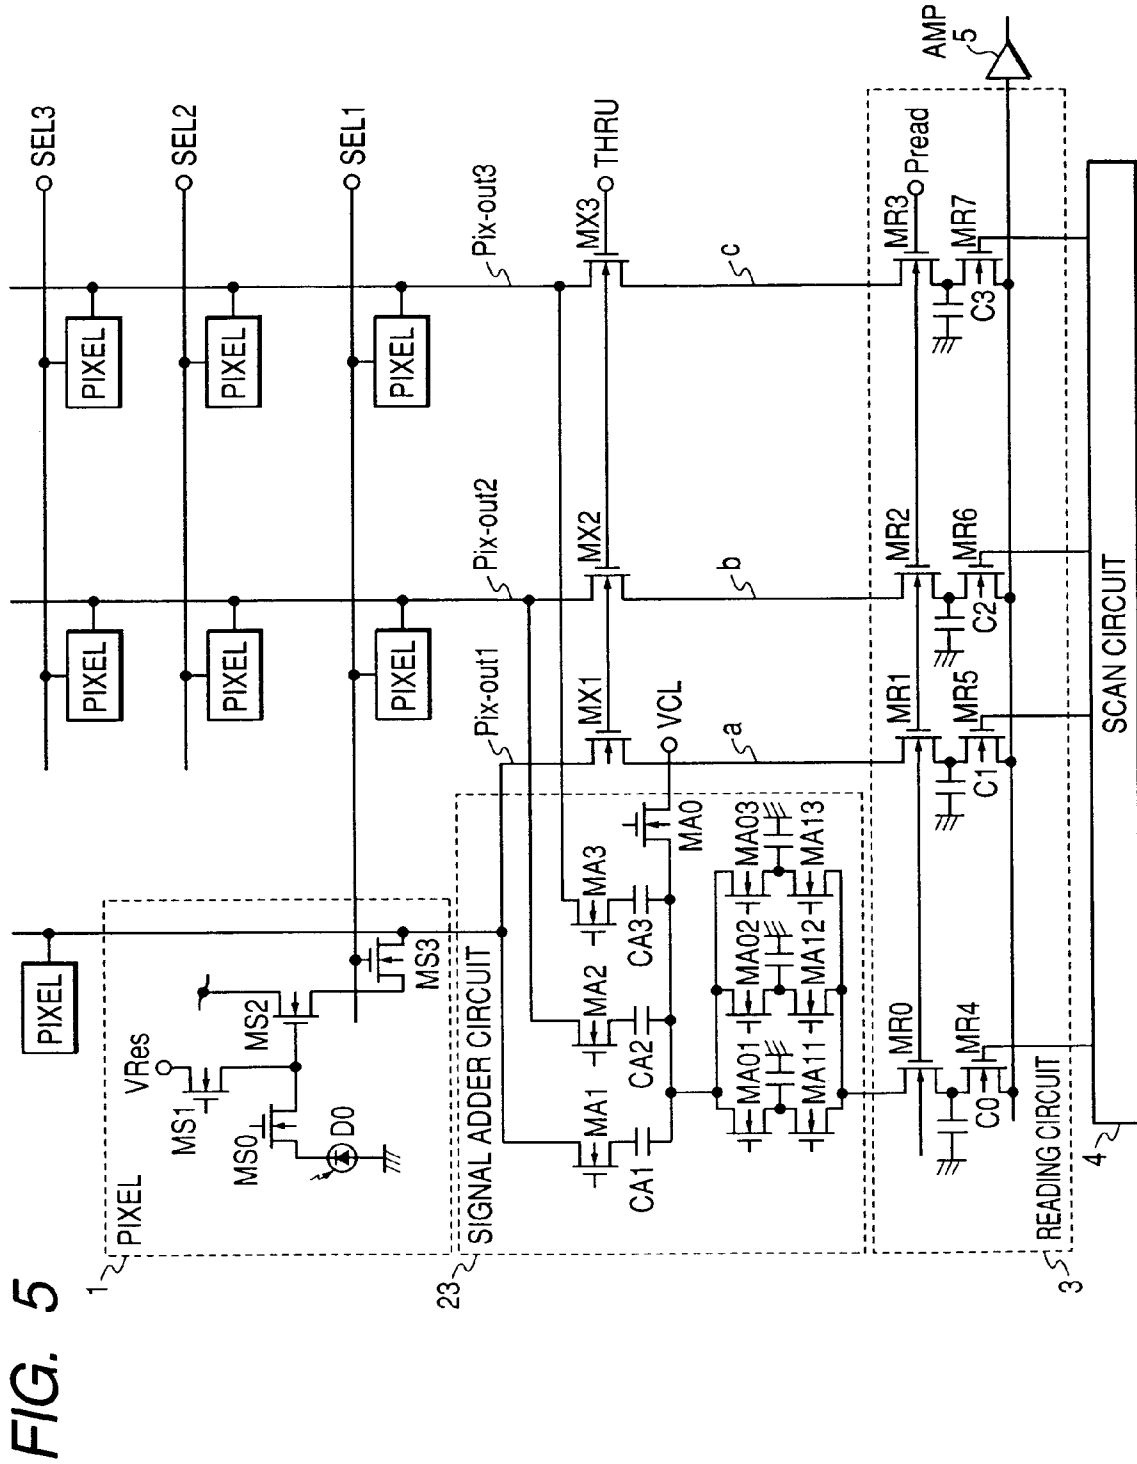 FIG. 5
1
PIXEL
VRes
MS1
MS0
D0
MS2
MS3
PIXEL
PIXEL
PIXEL
PIXEL
PIXEL
PIXEL
PIXEL
SEL3
SEL2
SEL1
Pix-out1
Pix-out2
Pix-out3
23
SIGNAL ADDER CIRCUIT
MA1
MA2
MA3
CA1
CA2
CA3
MA0
VCL
MX1
MX2
MX3
THRU
MA01
MA02
MA03
MA11
MA12
MA13
a
b
c
3
READING CIRCUIT
MR0
MR1
MR2
MR3
Pread
MR4
MR5
MR6
MR7
C0
C1
C2
C3
AMP
5
4
SCAN CIRCUIT